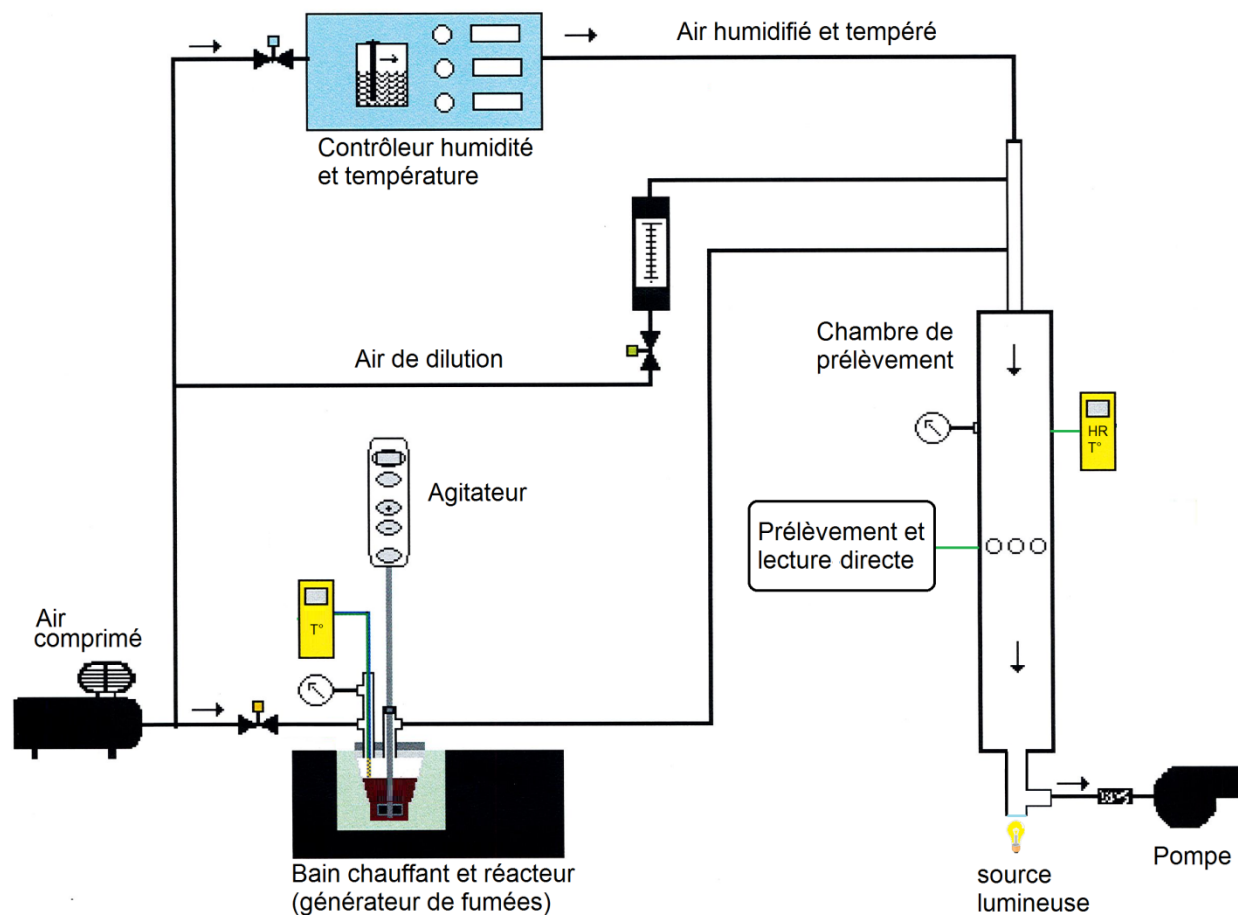 Air humidifié et tempéré
Contrôleur humidité
et température
Chambre de
prélèvement
Air de dilution
HR
T°
Agitateur
Prélèvement et
lecture directe
T°
Air
comprimé
+
−
Bain chauffant et réacteur
(générateur de fumées)
source
lumineuse
Pompe